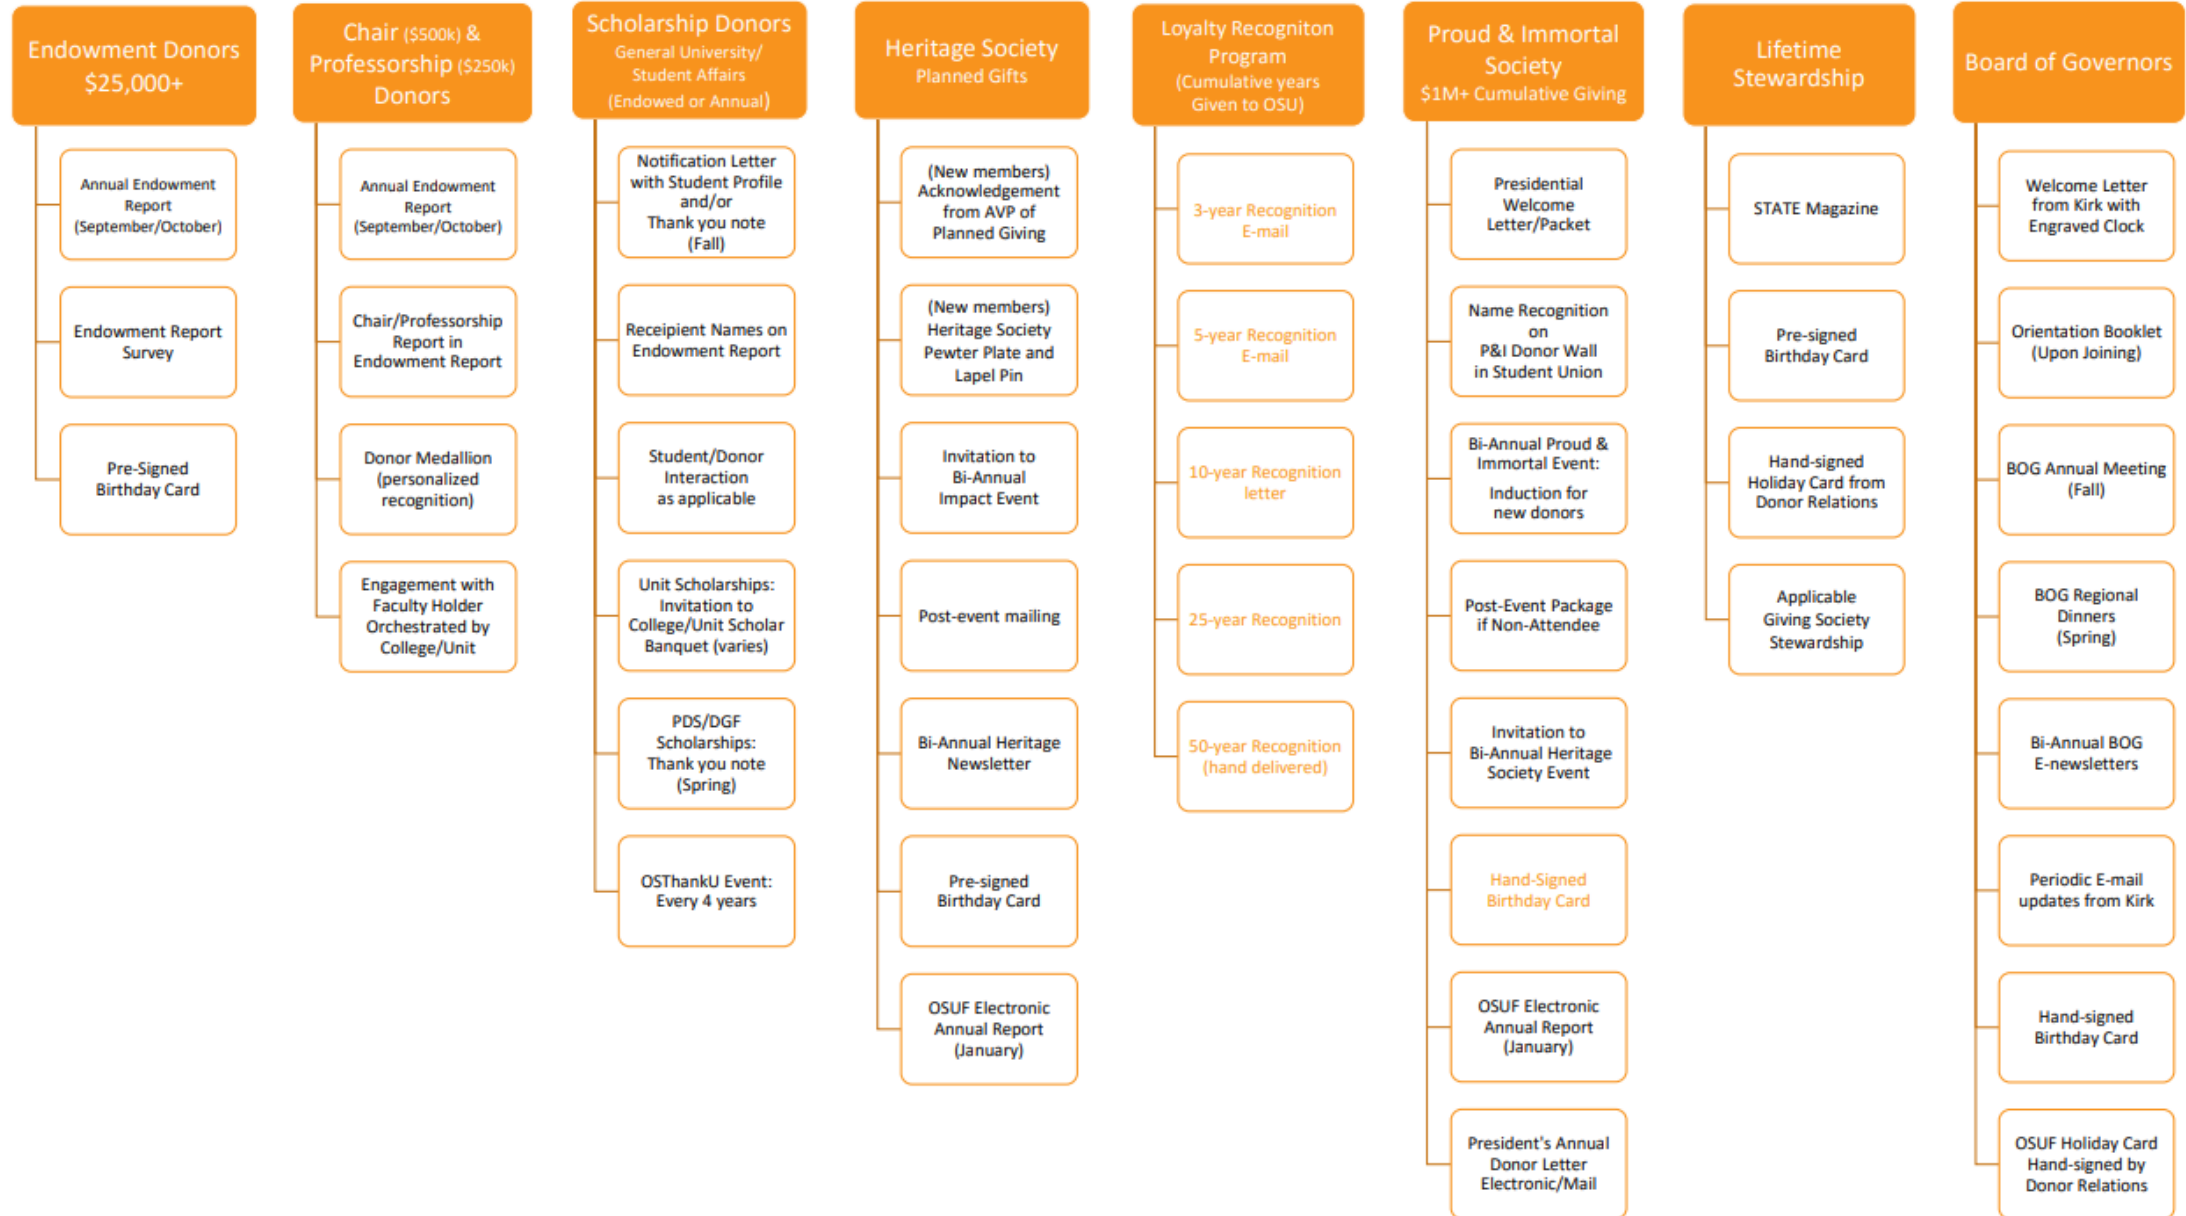 Endowment Donors
$25,000+
Annual Endowment
Report
(September/October)
Endowment Report
Survey
Pre-Signed
Birthday Card
Chair ($500k) &
Professorship ($250k)
Donors
Annual Endowment
Report
(September/October)
Chair/Professorship
Report in
Endowment Report
Donor Medallion
(personalized
recognition)
Engagement with
Faculty Holder
Orchestrated by
College/Unit
Scholarship Donors
General University/
Student Affairs
(Endowed or Annual)
Notification Letter
with Student Profile
and/or
Thank you note
(Fall)
Receipient Names on
Endowment Report
Student/Donor
Interaction
as applicable
Unit Scholarships:
Invitation to
College/Unit Scholar
Banquet (varies)
PDS/DGF
Scholarships:
Thank you note
(Spring)
OSThankU Event:
Every 4 years
Heritage Society
Planned Gifts
(New members)
Acknowledgement
from AVP of
Planned Giving
(New members)
Heritage Society
Pewter Plate and
Lapel Pin
Invitation to
Bi-Annual
Impact Event
Post-event mailing
Bi-Annual Heritage
Newsletter
Pre-signed
Birthday Card
OSUF Electronic
Annual Report
(January)
Loyalty Recogniton
Program
(Cumulative years
Given to OSU)
3-year Recognition
E-mail
5-year Recognition
E-mail
10-year Recognition
letter
25-year Recognition
50-year Recognition
(hand delivered)
Proud & Immortal
Society
$1M+ Cumulative Giving
Presidential
Welcome
Letter/Packet
Name Recognition
on
P&I Donor Wall
in Student Union
Bi-Annual Proud &
Immortal Event:
Induction for
new donors
Post-Event Package
if Non-Attendee
Invitation to
Bi-Annual Heritage
Society Event
Hand-Signed
Birthday Card
OSUF Electronic
Annual Report
(January)
President's Annual
Donor Letter
Electronic/Mail
Lifetime
Stewardship
STATE Magazine
Pre-signed
Birthday Card
Hand-signed
Holiday Card from
Donor Relations
Applicable
Giving Society
Stewardship
Board of Governors
Welcome Letter
from Kirk with
Engraved Clock
Orientation Booklet
(Upon Joining)
BOG Annual Meeting
(Fall)
BOG Regional
Dinners
(Spring)
Bi-Annual BOG
E-newsletters
Periodic E-mail
updates from Kirk
Hand-signed
Birthday Card
OSUF Holiday Card
Hand-signed by
Donor Relations